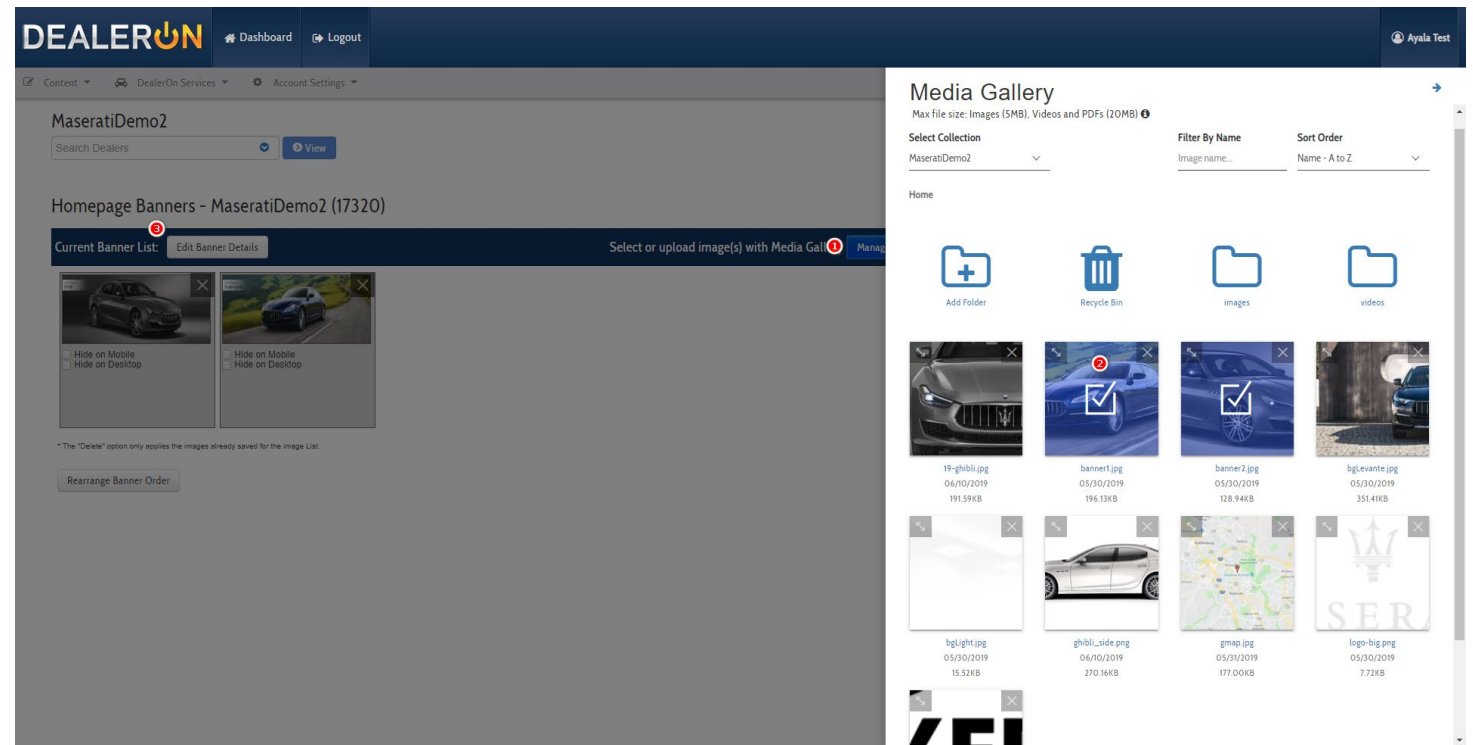 DEALERON
Dashboard
Logout
Ayala Test
Content
DealerOn Services
Account Settings
MaseratiDemo2
Search Dealers
View
Homepage Banners - MaseratiDemo2 (17320)
3
Current Banner List:
Edit Banner Details
Select or upload image(s) with Media Gall
1
Manag
Hide on Mobile
Hide on Desktop
Hide on Mobile
Hide on Desktop
* The "Delete" option only applies the images already saved for the image List.
Rearrange Banner Order
Media Gallery
Max file size: Images (5MB), Videos and PDFs (20MB)
Select Collection
Filter By Name
Sort Order
MaseratiDemo2
Image name...
Name - A to Z
Home
Add Folder
Recycle Bin
images
videos
2
19-ghibli.jpg
06/10/2019
191.59KB
banner1.jpg
05/30/2019
196.13KB
banner2.jpg
05/30/2019
128.94KB
bgLevante.jpg
05/30/2019
351.41KB
SER
bgLight.jpg
05/30/2019
15.52KB
ghibli_side.png
06/10/2019
270.16KB
gmap.jpg
05/31/2019
177.00KB
logo-big.png
05/30/2019
7.72KB